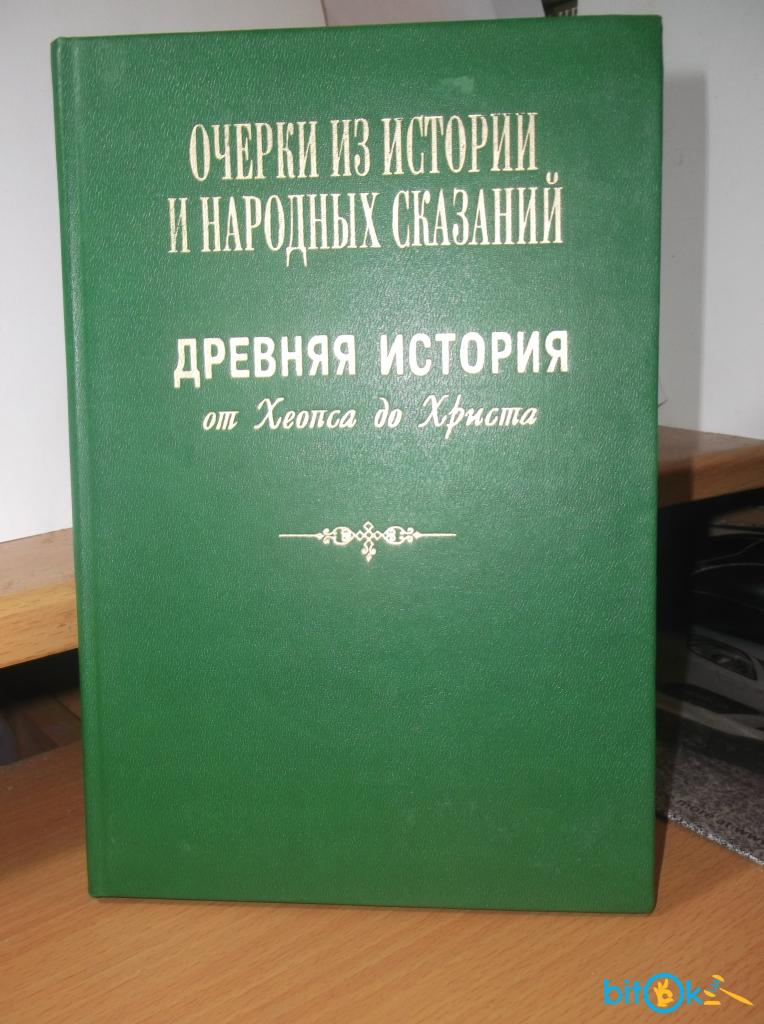 ОЧЕРКИ ИЗ ИСТОРИИ
И НАРОДНЫХ СКАЗАНИЙ
ДРЕВНЯЯ ИСТОРИЯ
от Хеопса до Христа
bitOk